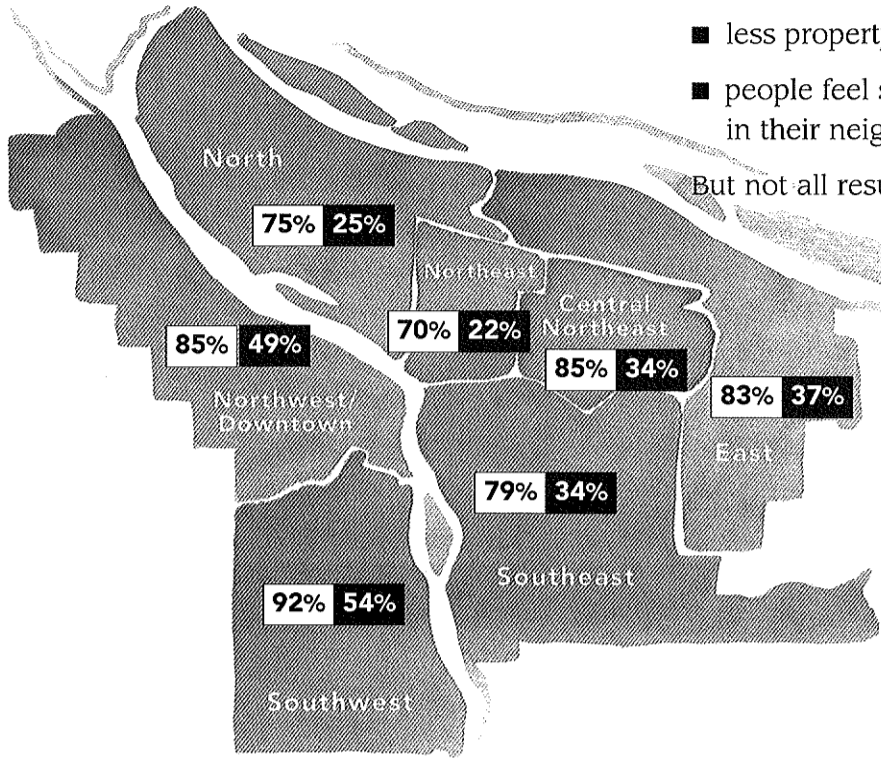 ■ less property
■ people feel s
in their neig
But not all resu
North
75% 25%
Northeast
70% 22%
Central
Northeast
85% 34%
85% 49%
Northwest/
Downtown
83% 37%
East
79% 34%
Southeast
92% 54%
Southwest